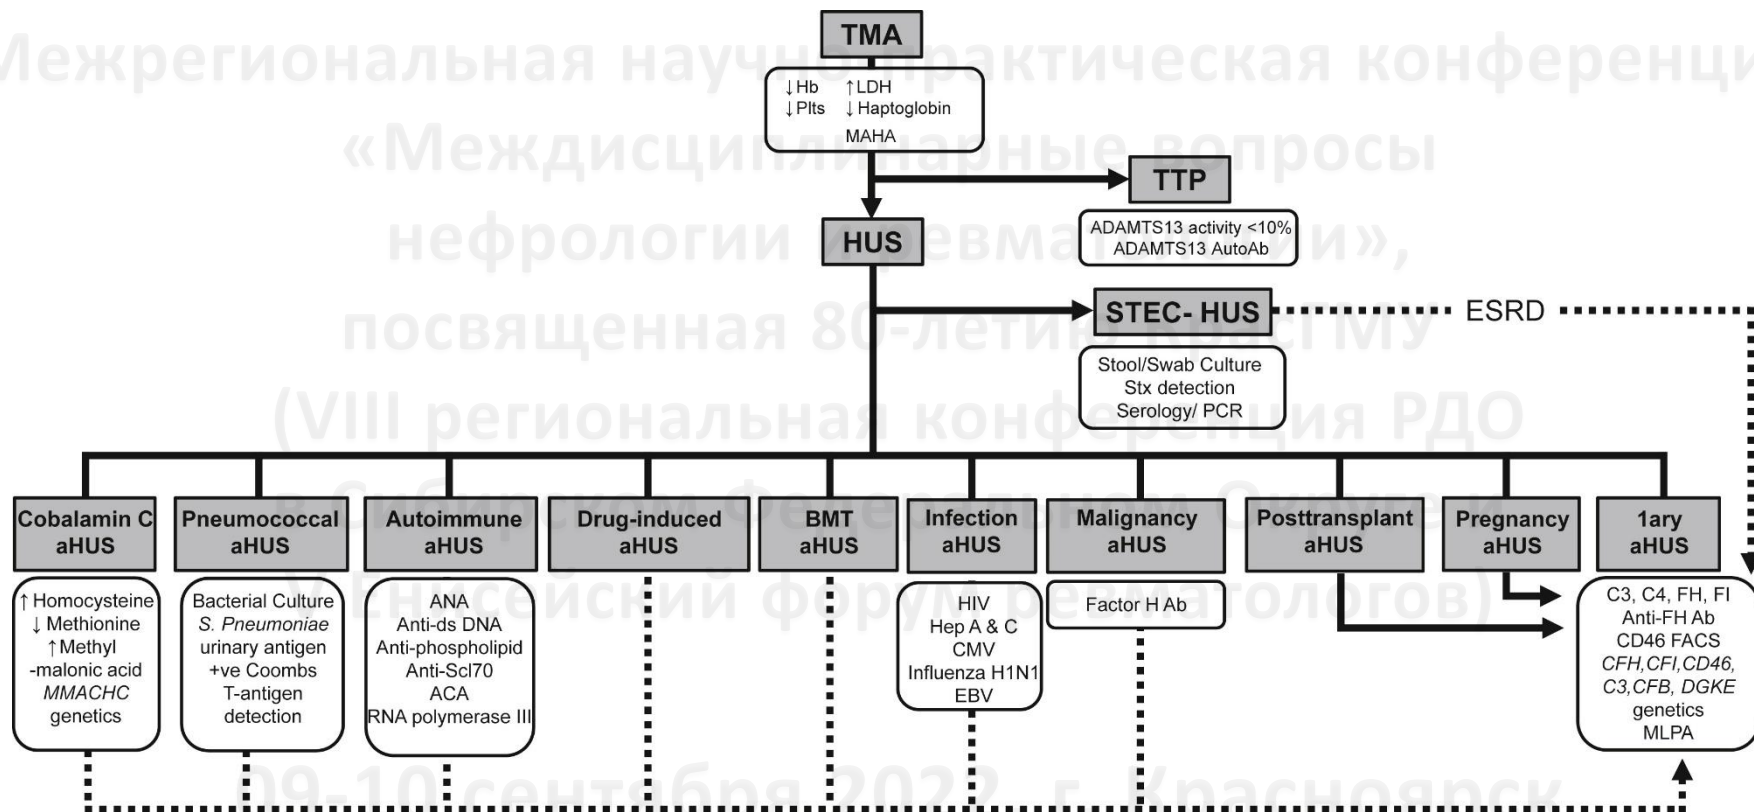 Межрегиональная научно-практическая конференци
«Междисциплинарные вопросы
нефрологии и ревматологии»,
посвященная 80-летию КрасГМУ
(VIII региональная конференция РДО
в Сибирском Федеральном Округе и
V Енисейский форум ревматологов)
09-10 сентября 2022 г. Красноярск
TMA
↓Hb ↑LDH
↓Plts ↓Haptoglobin
MAHA
TTP
ADAMTS13 activity <10%
ADAMTS13 AutoAb
HUS
STEC- HUS
ESRD
Stool/Swab Culture
Stx detection
Serology/ PCR
Cobalamin C
aHUS
↑ Homocysteine
↓ Methionine
↑ Methyl
-malonic acid
MMACHC
genetics
Pneumococcal
aHUS
Bacterial Culture
S. Pneumoniae
urinary antigen
+ve Coombs
T-antigen
detection
Autoimmune
aHUS
ANA
Anti-ds DNA
Anti-phospholipid
Anti-Scl70
ACA
RNA polymerase III
Drug-induced
aHUS
BMT
aHUS
Infection
aHUS
HIV
Hep A & C
CMV
Influenza H1N1
EBV
Malignancy
aHUS
Factor H Ab
Posttransplant
aHUS
Pregnancy
aHUS
1ary
aHUS
C3, C4, FH, FI
Anti-FH Ab
CD46 FACS
CFH,CFI,CD46,
C3,CFB, DGKE
genetics
MLPA